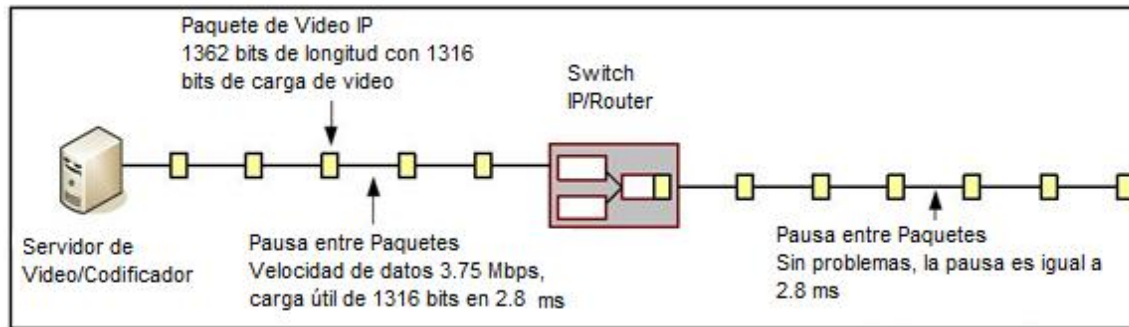 Paquete de Video IP
1362 bits de longitud con 1316
bits de carga de video
Switch
IP/Router
Servidor de
Video/Codificador
Pausa entre Paquetes
Velocidad de datos 3.75 Mbps,
carga útil de 1316 bits en 2.8 ms
Pausa entre Paquetes
Sin problemas, la pausa es igual a
2.8 ms